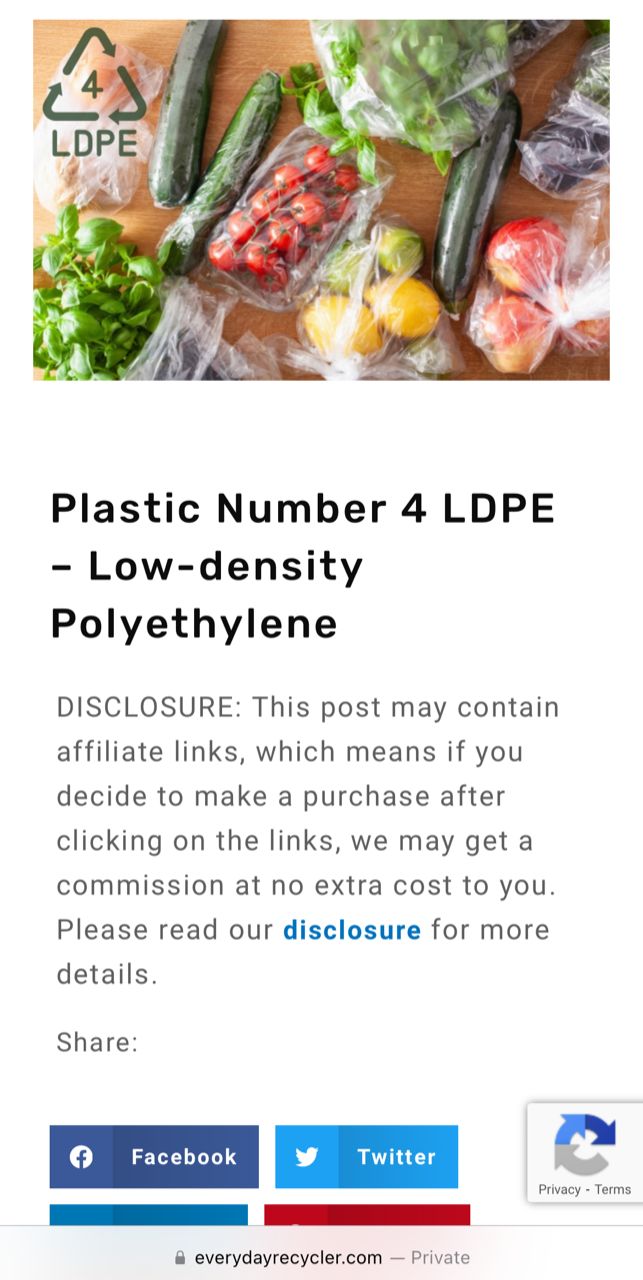 4
LDPE
Plastic Number 4 LDPE
– Low-density
Polyethylene
DISCLOSURE: This post may contain
affiliate links, which means if you
decide to make a purchase after
clicking on the links, we may get a
commission at no extra cost to you.
Please read our disclosure for more
details.
Share:
Facebook
Twitter
Privacy - Terms
everydayrecycler.com — Private